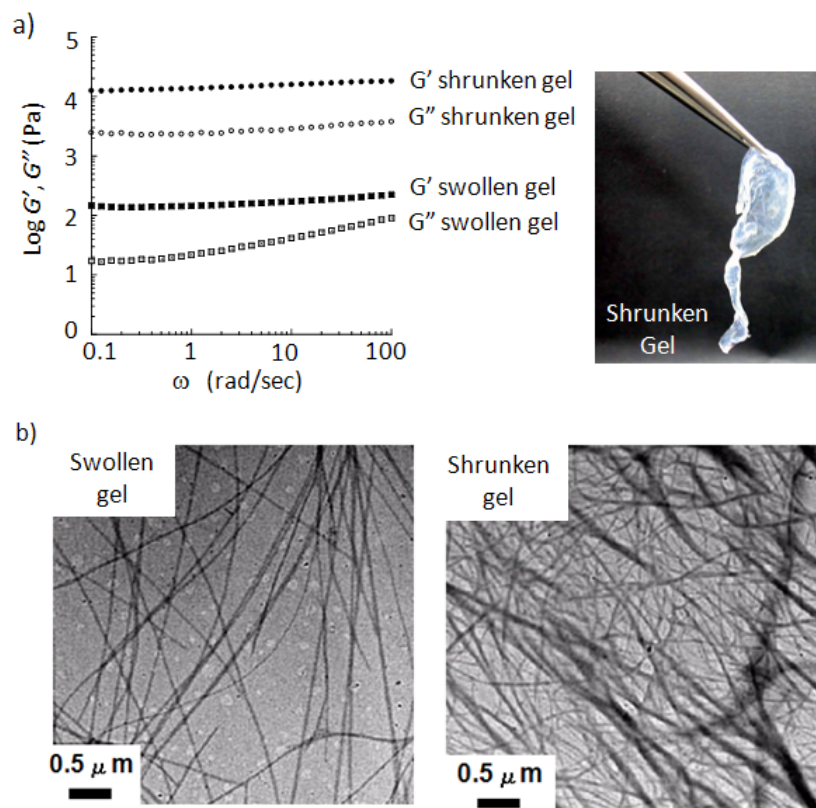 a)
5
4
3
2
1
0
Log G′, G″ (Pa)
0.1 1 10 100
ω (rad/sec)
G′ shrunken gel
G″ shrunken gel
G′ swollen gel
G″ swollen gel
Shrunken
Gel
b)
Swollen
gel
0.5 μm
Shrunken
gel
0.5 μm